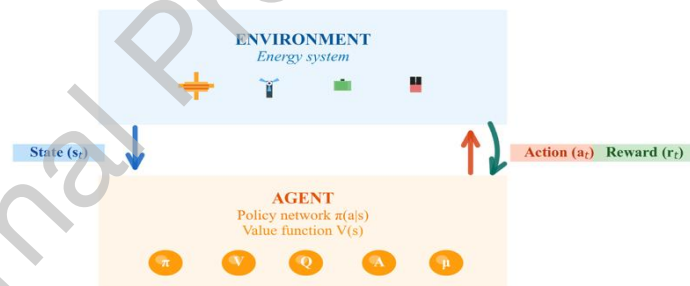 ENVIRONMENT
Energy system
State (sₜ)
Action (aₜ) Reward (rₜ)
AGENT
Policy network π(a|s)
Value function V(s)
π V Q A μ